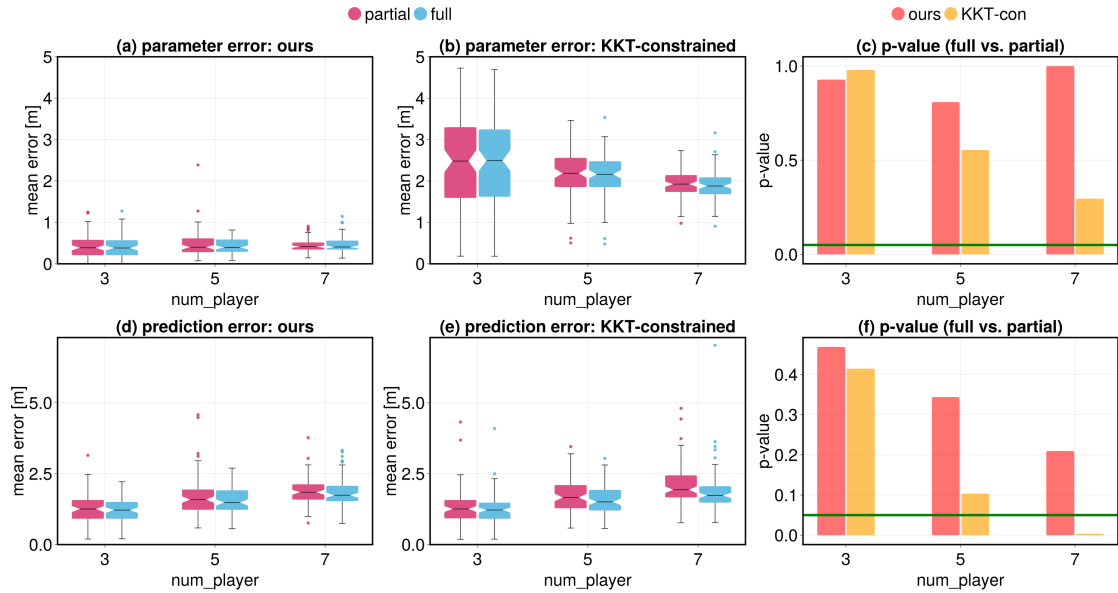 partial full
ours KKT-con
(a) parameter error: ours
mean error [m]
5
4
3
2
1
0
3 5 7
num_player
(b) parameter error: KKT-constrained
mean error [m]
5
4
3
2
1
0
3 5 7
num_player
(c) p-value (full vs. partial)
p-value
1.0
0.5
0.0
3 5 7
num_player
(d) prediction error: ours
mean error [m]
5.0
2.5
0.0
3 5 7
num_player
(e) prediction error: KKT-constrained
mean error [m]
5.0
2.5
0.0
3 5 7
num_player
(f) p-value (full vs. partial)
p-value
0.4
0.3
0.2
0.1
0.0
3 5 7
num_player